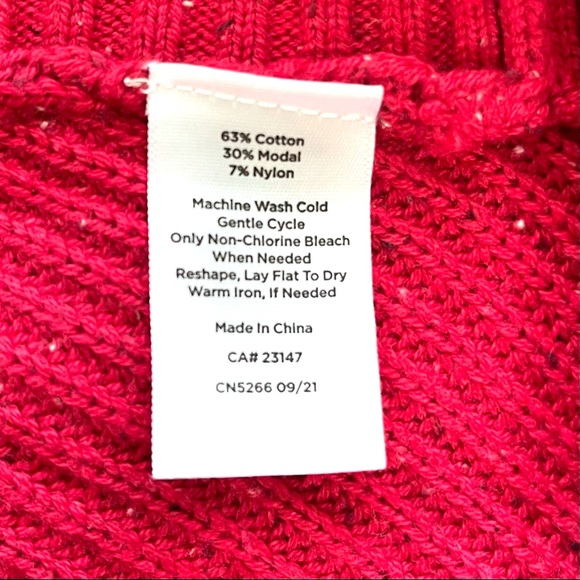 63% Cotton
30% Modal
7% Nylon
Machine Wash Cold
Gentle Cycle
Only Non-Chlorine Bleach
When Needed
Reshape, Lay Flat To Dry
Warm Iron, If Needed
Made In China
CA# 23147
CN5266 09/21